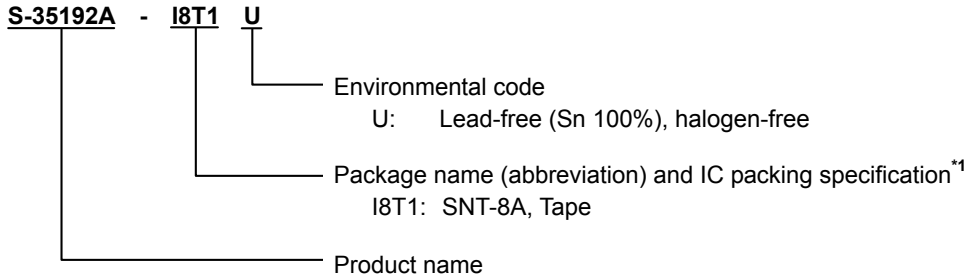 S-35192A - I8T1 U
Environmental code
U: Lead-free (Sn 100%), halogen-free
Package name (abbreviation) and IC packing specification*1
I8T1: SNT-8A, Tape
Product name